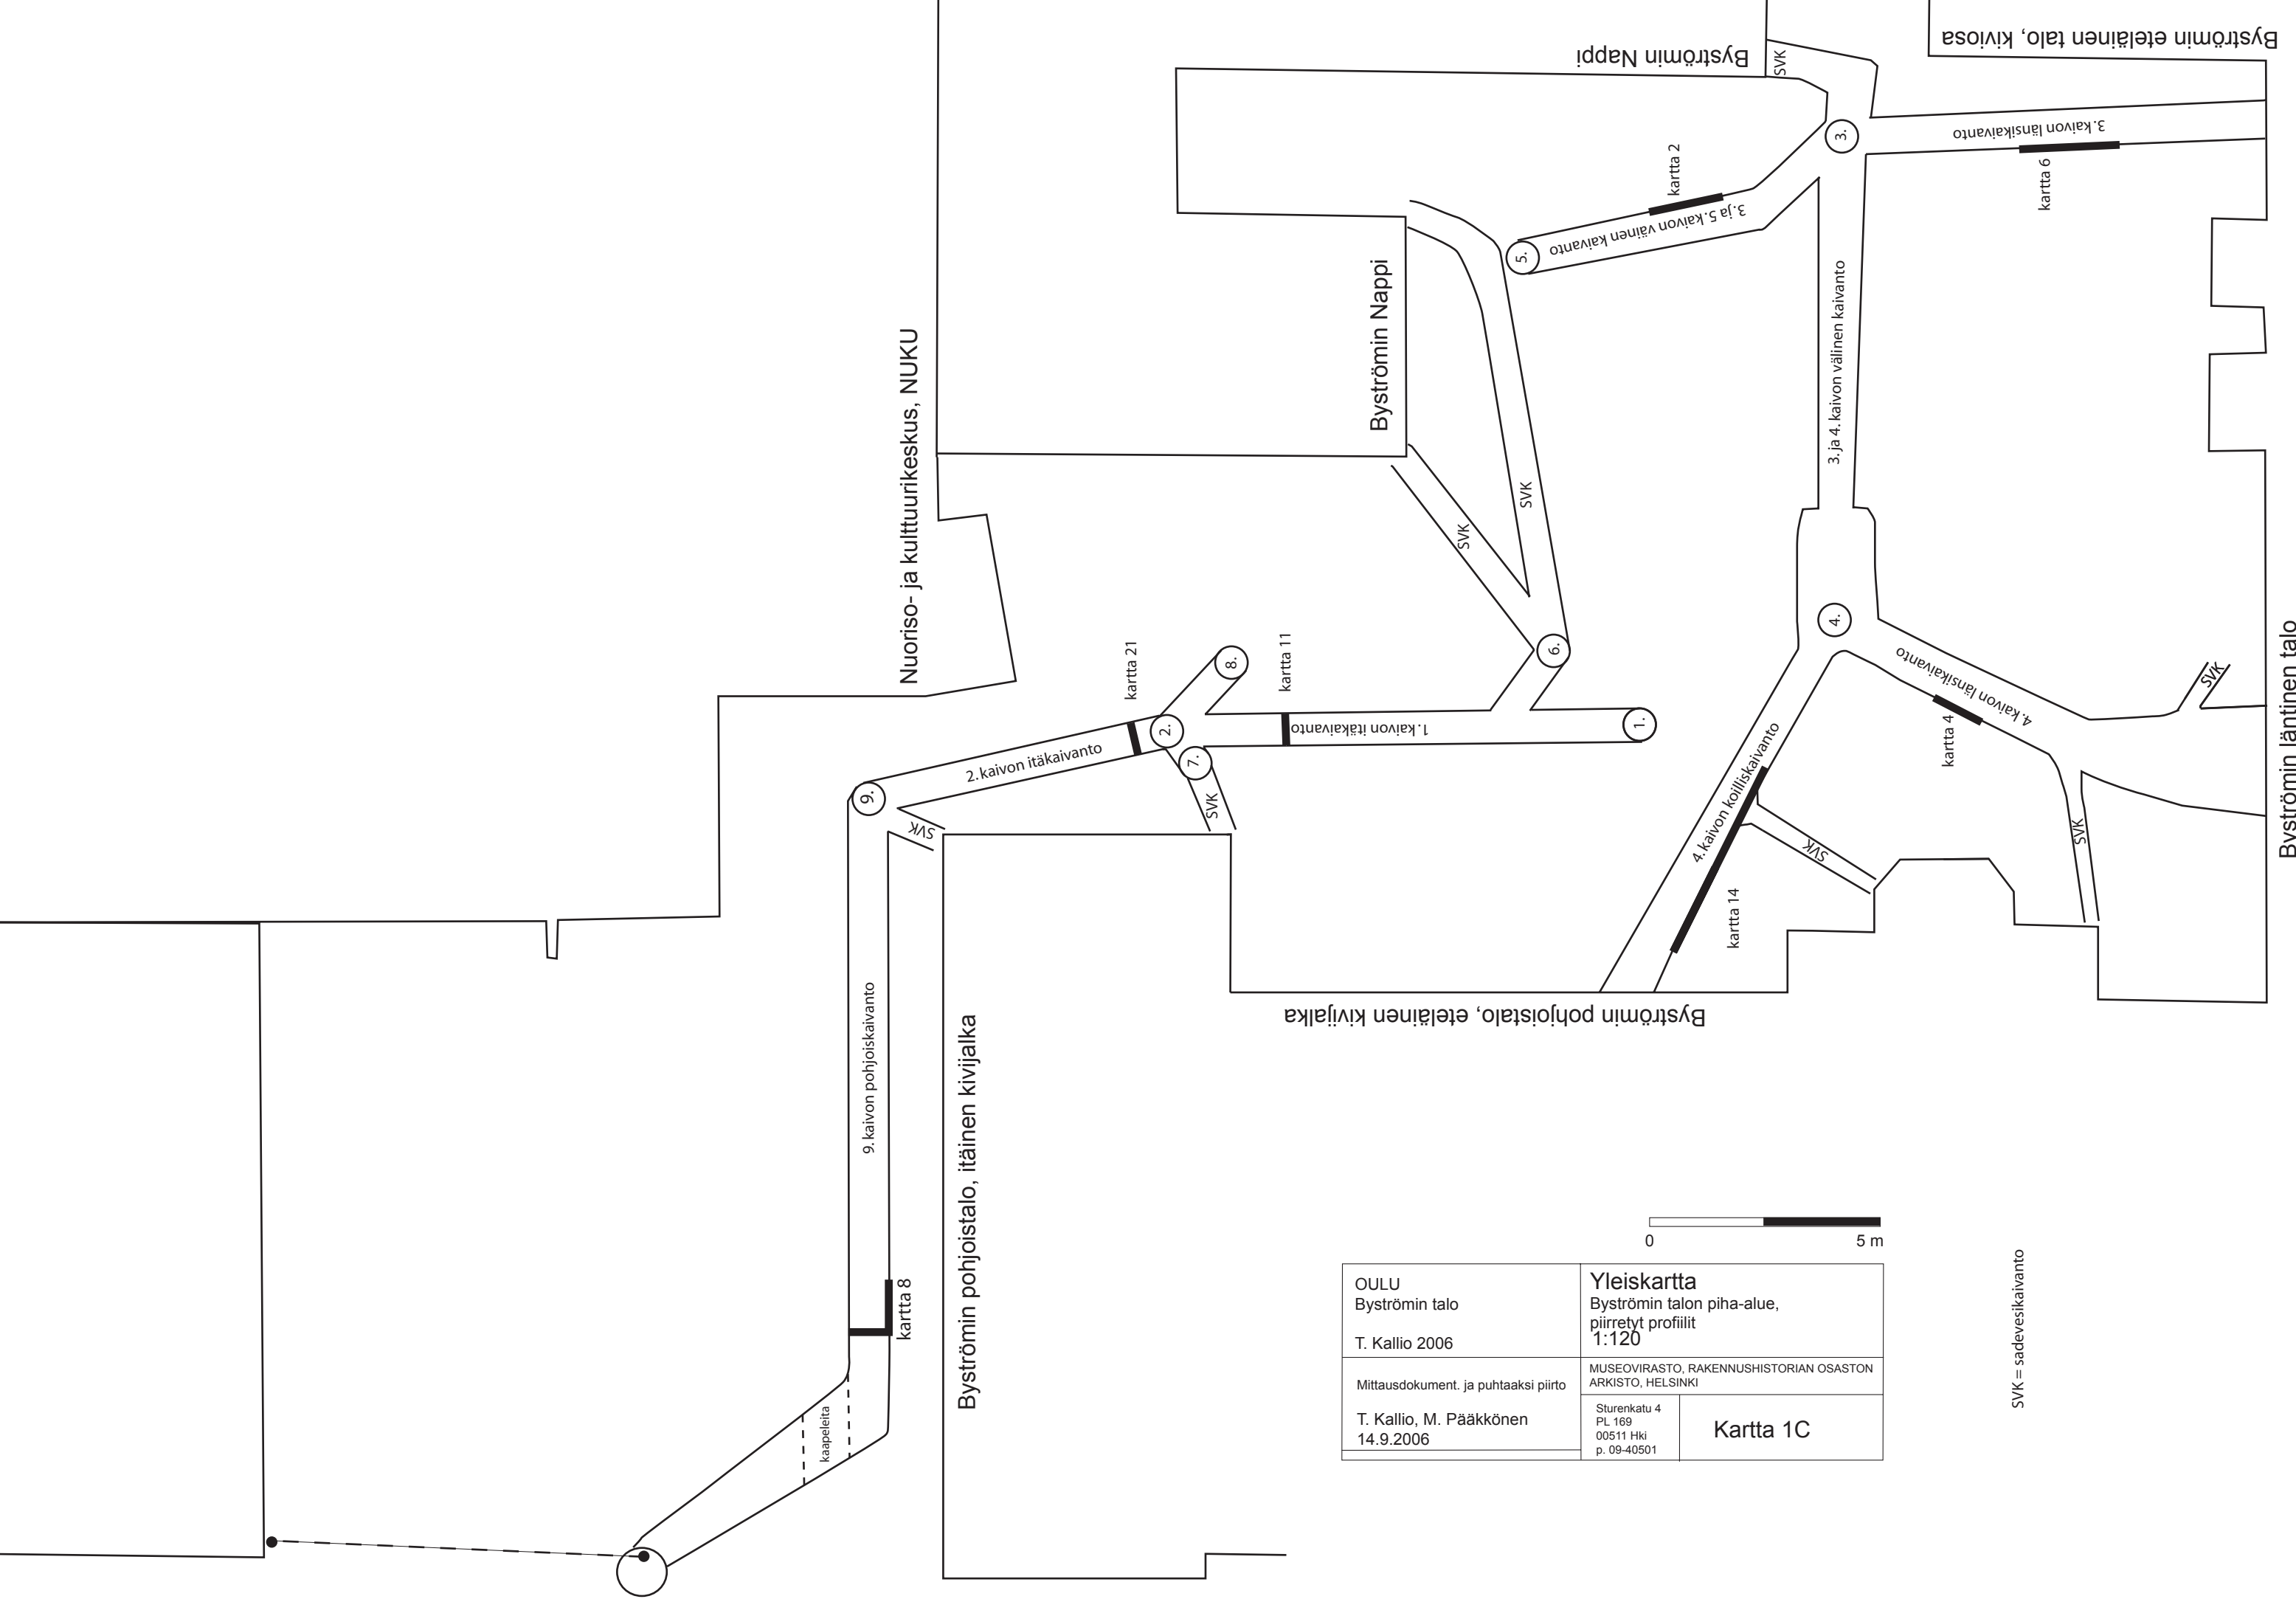 Byströmin Nappi
SVK
Byströmin eteläinen talo, kiviosa
3.
3. kaivon länsikaivanto
kartta 6
kartta 2
3. ja 5. kaivon väinen kaivanto
5.
Byströmin Nappi
Nuoriso- ja kulttuurikeskus, NUKU
3. ja 4. kaivon välinen kaivanto
SVK
SVK
4.
4. kaivon länsikaivanto
kartta 4
SVK
SVK
Byströmin läntinen talo
6.
8.
kartta 21
kartta 11
2.
1. kaivon itäkaivanto
1.
7.
SVK
2. kaivon itäkaivanto
9.
SVK
4. kaivon koilliskaivanto
SVK
kartta 14
Byströmin pohjoistalo, eteläinen kivijalka
9. kaivon pohjoiskaivanto
Byströmin pohjoistalo, itäinen kivijalka
kartta 8
kaapeleita
0 5 m
OULU
Byströmin talo
T. Kallio 2006
Yleiskartta
Byströmin talon piha-alue,
piirretyt profiilit
1:120
Mittausdokument. ja puhtaaksi piirto
T. Kallio, M. Pääkkönen
14.9.2006
MUSEOVIRASTO, RAKENNUSHISTORIAN OSASTON
ARKISTO, HELSINKI
Sturenkatu 4
PL 169
00511 Hki
p. 09-40501
Kartta 1C
SVK = sadevesikaivanto